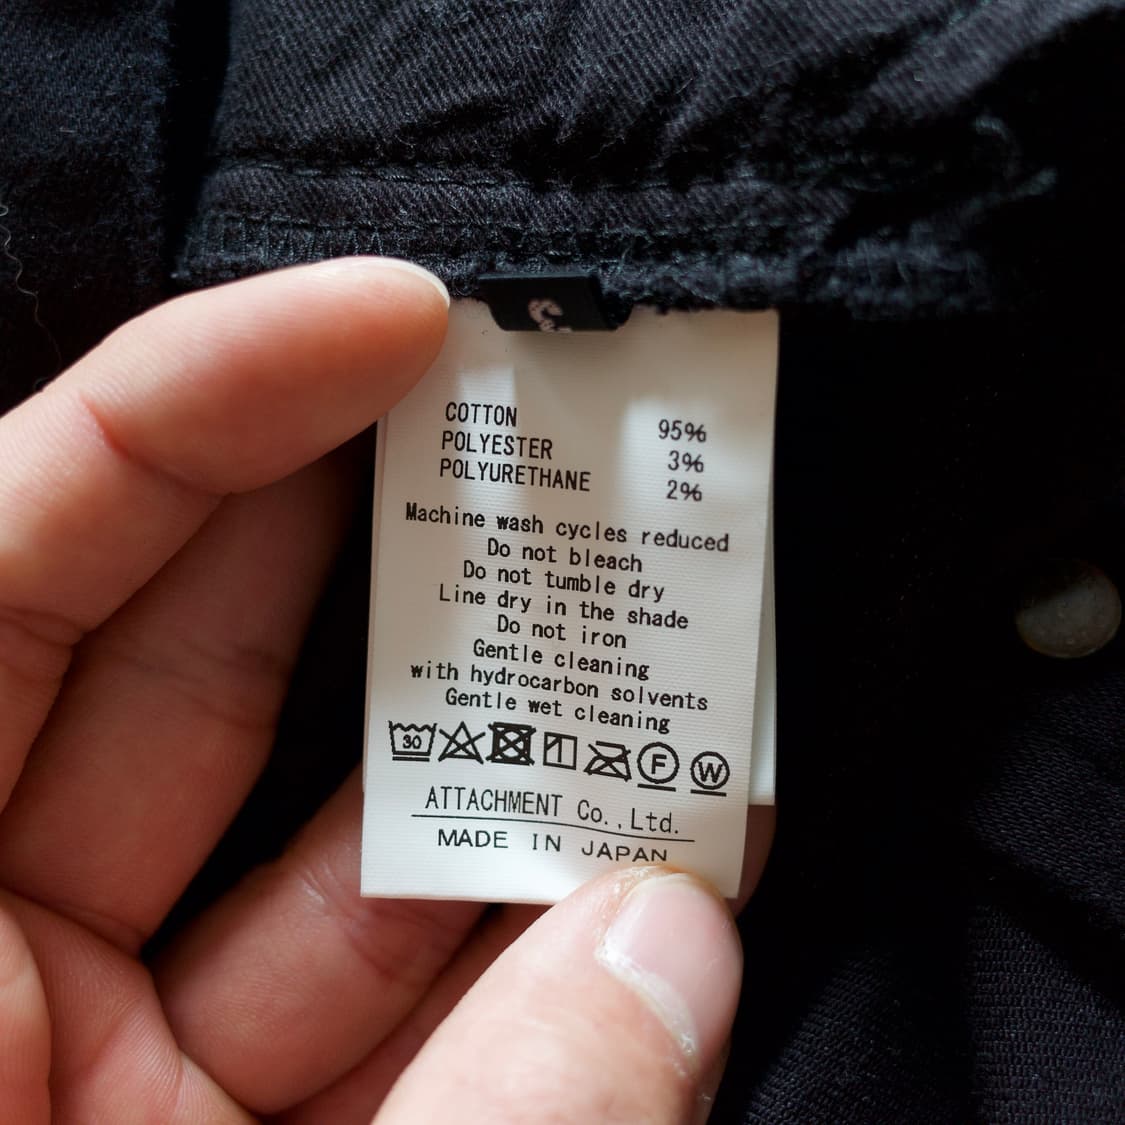 COTTON 95%
POLYESTER 3%
POLYURETHANE 2%
Machine wash cycles reduced
Do not bleach
Do not tumble dry
Line dry in the shade
Do not iron
Gentle cleaning
with hydrocarbon solvents
Gentle wet cleaning
30 F W
ATTACHMENT Co.,Ltd.
MADE IN JAPAN